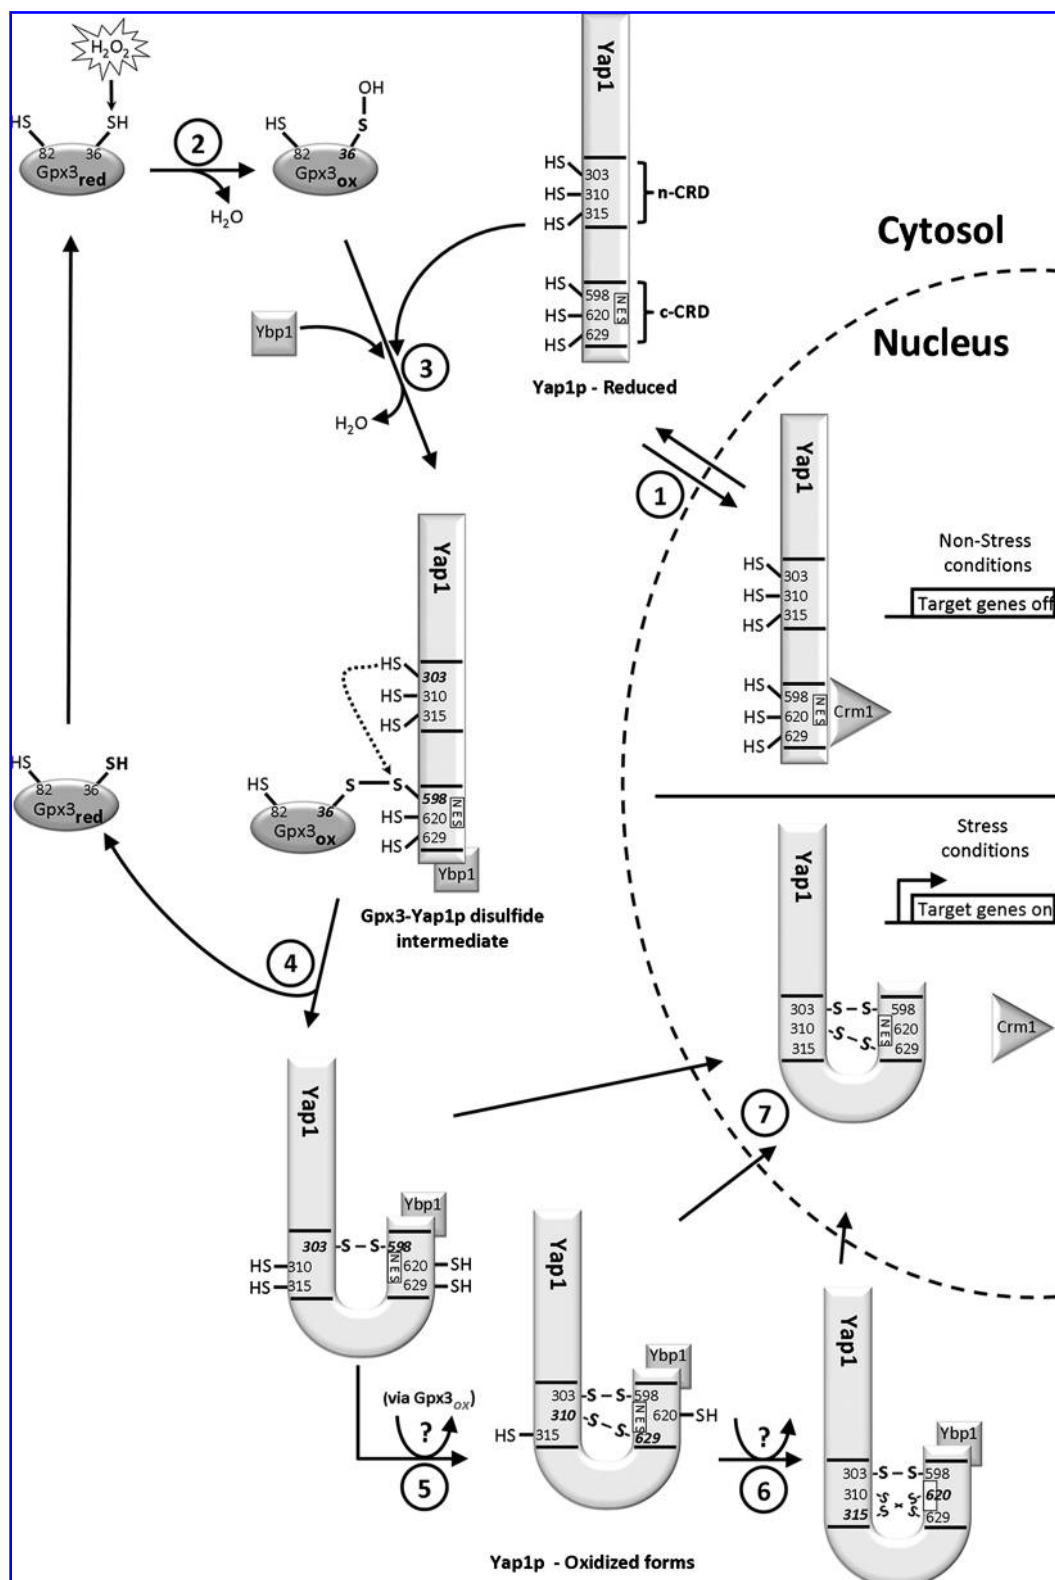 H2O2
HS
SH
82
36
Gpx3red
2
H2O
OH
S
HS
82
36
Gpx3ox
Yap1
HS
303
HS
310
HS
315
n-CRD
HS
598
HS
620
HS
629
NES
c-CRD
Yap1p - Reduced
Cytosol
Nucleus
Ybp1
3
H2O
1
Yap1
HS
303
HS
310
HS
315
HS
598
HS
620
HS
629
NES
Crm1
Non-Stress
conditions
Target genes off
Yap1
HS
303
HS
310
HS
315
HS
S
S
82
36
Gpx3ox
598
HS
620
HS
629
NES
Ybp1
Gpx3-Yap1p disulfide
intermediate
HS
SH
82
36
Gpx3red
4
Stress
conditions
Target genes on
Yap1
303 -S-S- 598
310 -S-S- 620
315 629
NES
Crm1
7
Yap1
Ybp1
303 -S-S- 598
HS 310
620 SH
HS 315
629 SH
NES
(via Gpx3ox)
?
5
Yap1
Ybp1
303 -S-S- 598
310 -S-S-
620 SH
HS 315
629
NES
?
6
Yap1
Ybp1
303 -S-S- 598
310 S S 620
315 S x S 629
Yap1p - Oxidized forms